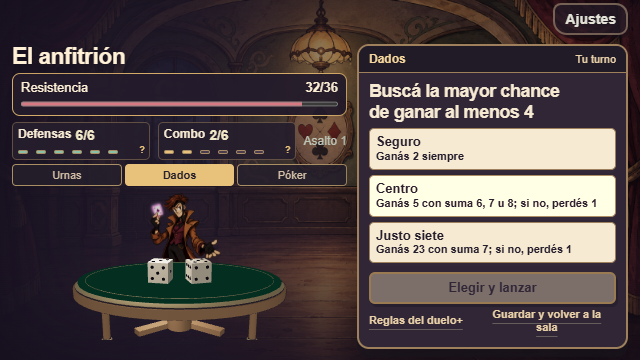 Ajustes
El anfitrión
Resistencia 32/36
Defensas 6/6 ?
Combo 2/6 ?
Asalto 1
Urnas
Dados
Póker
Dados
Tu turno
Buscá la mayor chance
de ganar al menos 4
Seguro
Ganás 2 siempre
Centro
Ganás 5 con suma 6, 7 u 8; si no, perdés 1
Justo siete
Ganás 23 con suma 7; si no, perdés 1
Elegir y lanzar
Reglas del duelo+
Guardar y volver a la
sala